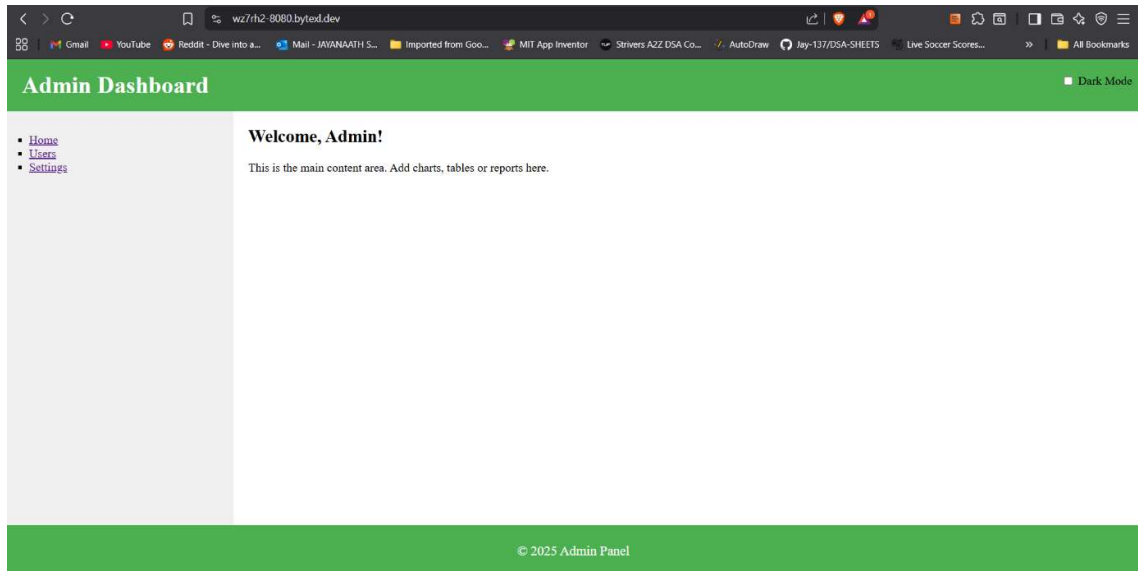 wz7rh2-8080.bytexl.dev
Gmail YouTube Reddit - Dive into a... Mail - JAYANAATH S... Imported from Goo... MIT App Inventor Strivers A2Z DSA Co... AutoDraw Jay-137/DSA-SHEETS Live Soccer Scores... » All Bookmarks
Admin Dashboard
Dark Mode
Home
Users
Settings
Welcome, Admin!
This is the main content area. Add charts, tables or reports here.
© 2025 Admin Panel